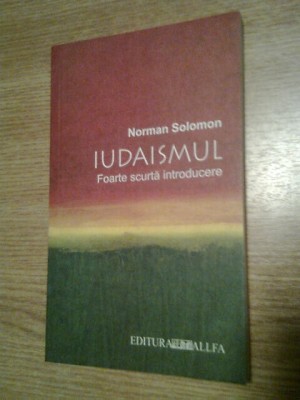 Norman Solomon
IUDAISMUL
Foarte scurtă introducere
EDITURA ALLFA